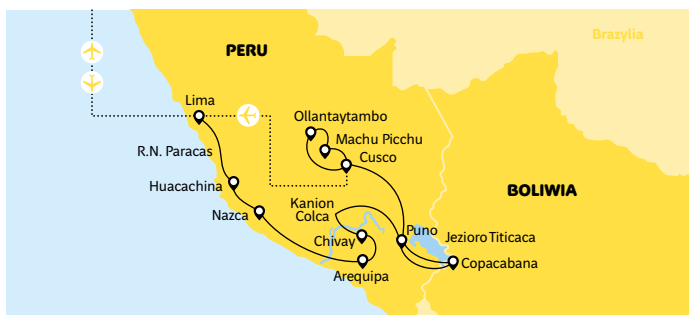 PERU
Brazylia
Lima
Ollantaytambo
Machu Picchu
R.N. Paracas
Cusco
Huacachina
BOLIWIA
Kanion
Colca
Nazca
Puno
Jezioro Titicaca
Chivay
Copacabana
Arequipa